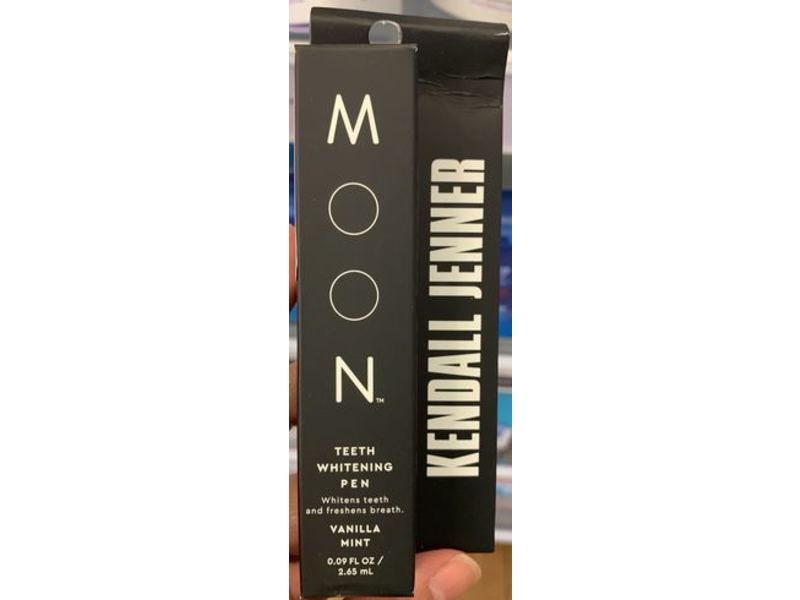 MOON™
TEETH
WHITENING
PEN
Whitens teeth
and freshens breath.
VANILLA
MINT
0.09 FL OZ /
2.65 mL
KENDALL JENNER